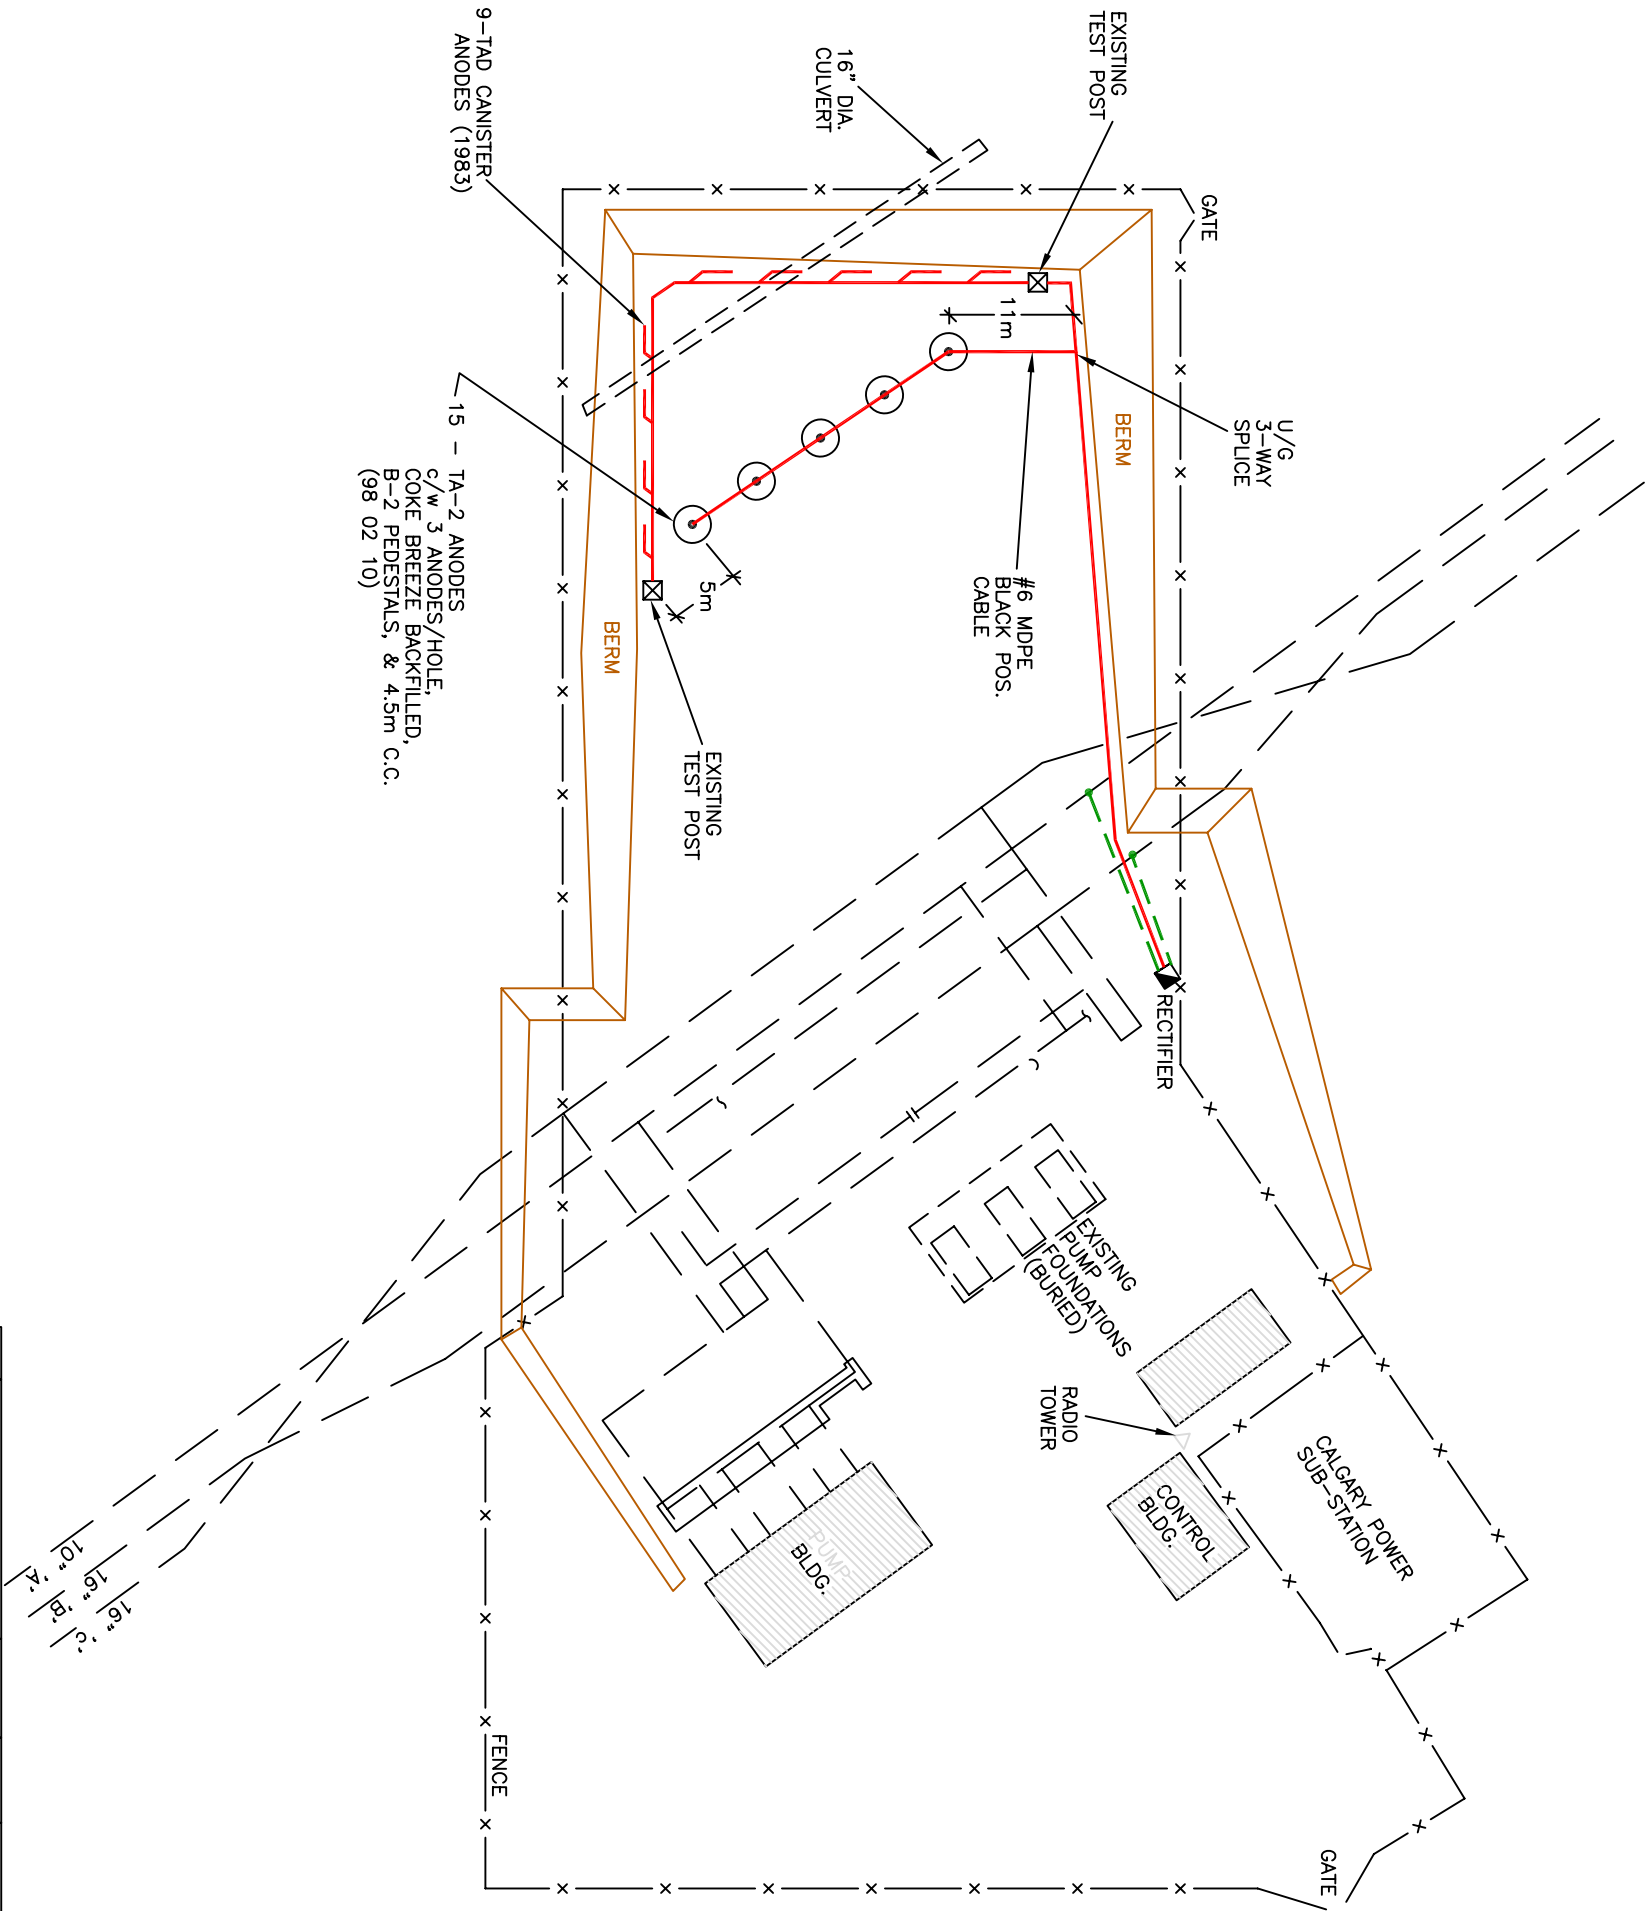 EXISTING
TEST POST
16" DIA.
CULVERT
9-TAD CANISTER
ANODES (1983)
GATE
11m
U/G
3-WAY
SPLICE
BERM
#6 MDPE
BLACK POS.
CABLE
5m
15 - TA-2 ANODES
c/w 3 ANODES/HOLE,
COKE BREEZE BACKFILLED,
B-2 PEDESTALS, & 4.5m C.C.
(98 02 10)
BERM
EXISTING
TEST POST
RECTIFIER
EXISTING
PUMP
FOUNDATIONS
(BURIED)
RADIO
TOWER
CALGARY POWER
SUB-STATION
CONTROL
BLDG.
PUMP
BLDG.
10" 'A'
16" 'B'
16" 'C'
FENCE
GATE